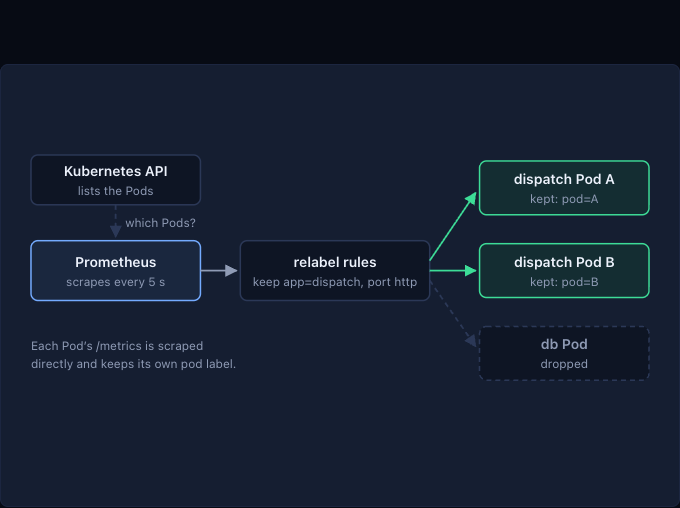 Kubernetes API
lists the Pods
which Pods?
Prometheus
scrapes every 5 s
relabel rules
keep app=dispatch, port http
dispatch Pod A
kept: pod=A
dispatch Pod B
kept: pod=B
db Pod
dropped
Each Pod's /metrics is scraped
directly and keeps its own pod label.